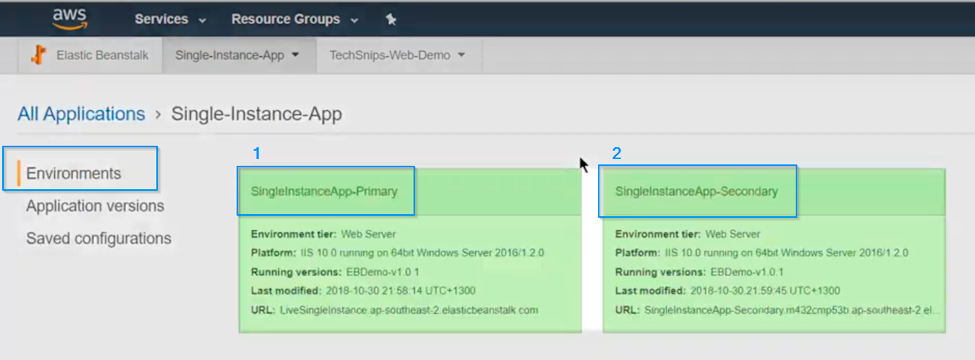 aws Services Resource Groups
Elastic Beanstalk Single-Instance-App TechSnips-Web-Demo
All Applications > Single-Instance-App
Environments
Application versions
Saved configurations
1
SingleInstanceApp-Primary
Environment tier: Web Server
Platform: IIS 10.0 running on 64bit Windows Server 2016/1.2.0
Running versions: EBDemo-v1.0.1
Last modified: 2018-10-30 21:58:14 UTC+1300
URL: LiveSingleInstance.ap-southeast-2.elasticbeanstalk.com
2
SingleInstanceApp-Secondary
Environment tier: Web Server
Platform: IIS 10.0 running on 64bit Windows Server 2016/1.2.0
Running versions: EBDemo-v1.0.1
Last modified: 2018-10-30 21:59:45 UTC+1300
URL: SingleInstanceApp-Secondary.m432cmp53b.ap-southeast-2.el...